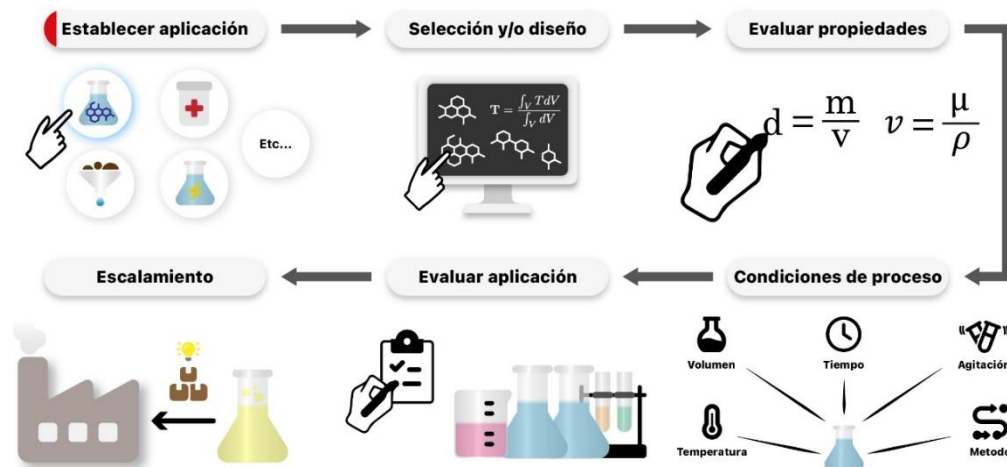 Establecer aplicación
Selección y/o diseño
Evaluar propiedades
Etc...
T = ∫V TdV / ∫V dV
d = m/v
ν = μ/ρ
Escalamiento
Evaluar aplicación
Condiciones de proceso
Volumen
Tiempo
Agitación
Temperatura
Metodo